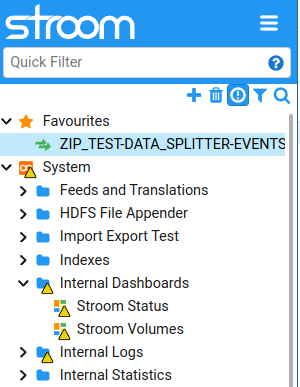 stroom
Quick Filter
Favourites
ZIP_TEST-DATA_SPLITTER-EVENTS
System
Feeds and Translations
HDFS File Appender
Import Export Test
Indexes
Internal Dashboards
Stroom Status
Stroom Volumes
Internal Logs
Internal Statistics